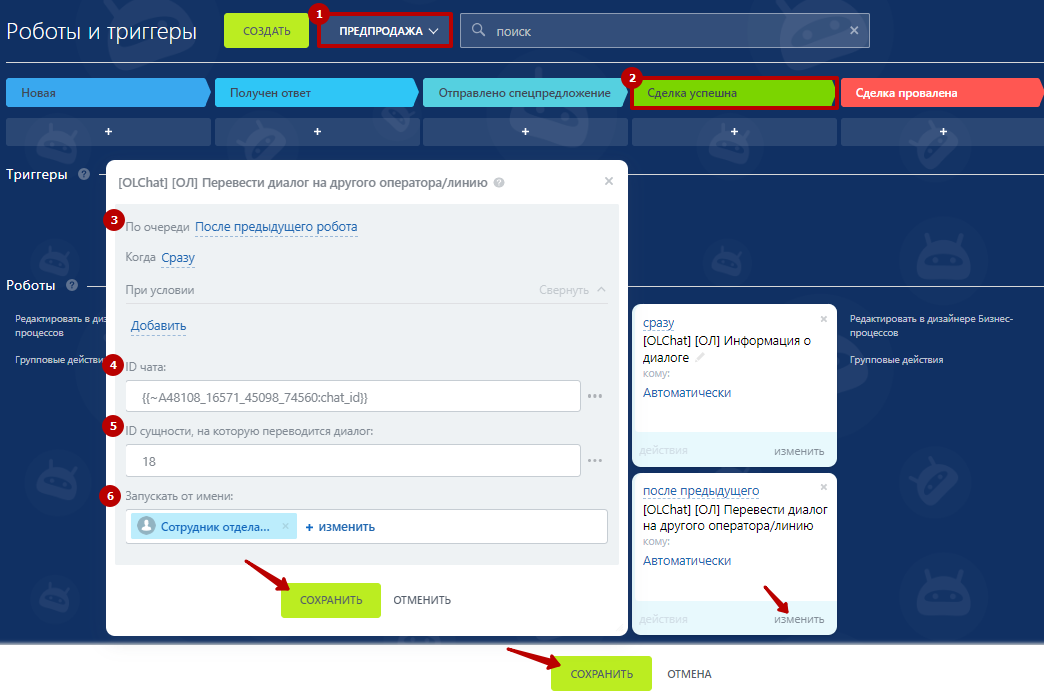 Роботы и триггеры
СОЗДАТЬ
1
ПРЕДПРОДАЖА
поиск
Новая
Получен ответ
Отправлено спецпредложение
2
Сделка успешна
Сделка провалена
+ + + + +
Триггеры ?
[OLChat] [ОЛ] Перевести диалог на другого оператора/линию ?
3
По очереди После предыдущего робота
Когда Сразу
При условии
Свернуть
Добавить
4
ID чата:
{{~A48108_16571_45098_74560:chat_id}}
5
ID сущности, на которую переводится диалог:
18
6
Запускать от имени:
Сотрудник отдела...
+ изменить
СОХРАНИТЬ
ОТМЕНИТЬ
Роботы ?
Редактировать в диз
процессов
Групповые действи
сразу
[OLChat] [ОЛ] Информация о
диалоге
кому:
Автоматически
действия
изменить
после предыдущего
[OLChat] [ОЛ] Перевести диалог
на другого оператора/линию
кому:
Автоматически
действия
изменить
Редактировать в дизайнере Бизнес-
процессов
Групповые действия
СОХРАНИТЬ
ОТМЕНА